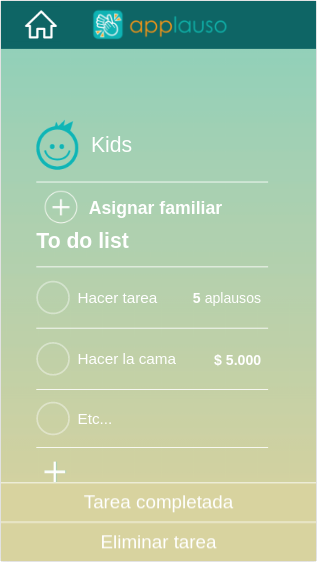 applauso
Kids
Asignar familiar
To do list
Hacer tarea 5 aplausos
Hacer la cama $ 5.000
Etc...
Tarea completada
Eliminar tarea